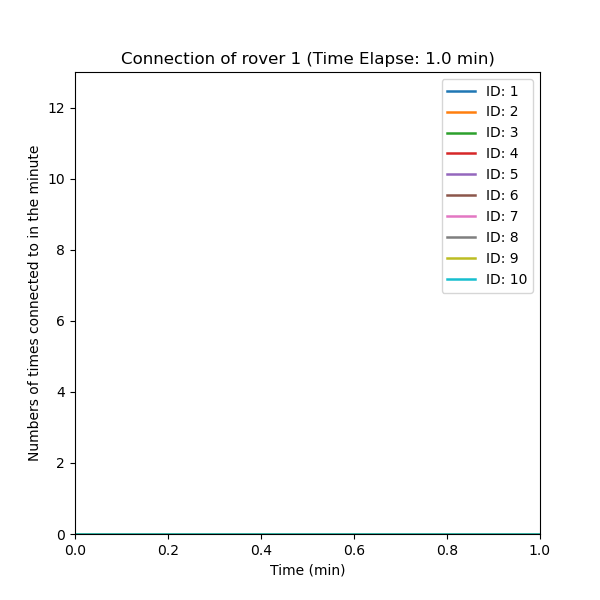 Connection of rover 1 (Time Elapse: 1.0 min)
Numbers of times connected to in the minute
12
10
8
6
4
2
0
0.0 0.2 0.4 0.6 0.8 1.0
Time (min)
ID: 1
ID: 2
ID: 3
ID: 4
ID: 5
ID: 6
ID: 7
ID: 8
ID: 9
ID: 10